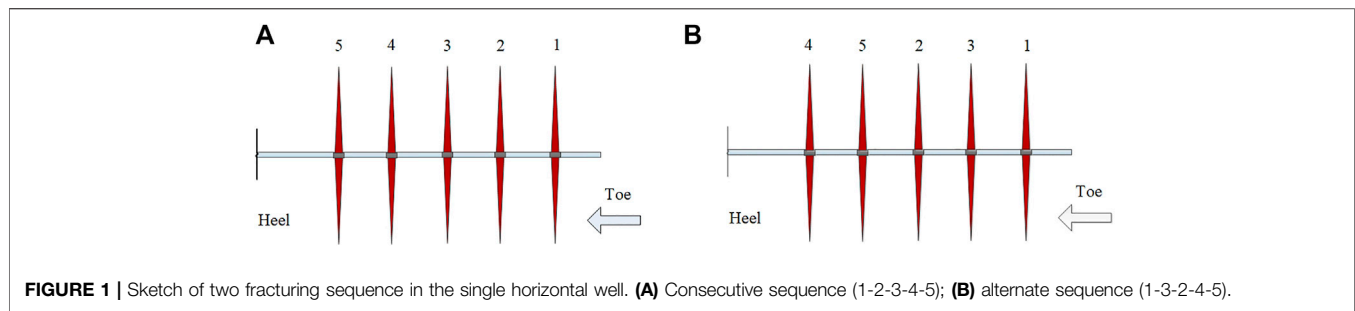 A
5 4 3 2 1
Toe
Heel
B
4 5 2 3 1
Toe
Heel
FIGURE 1 | Sketch of two fracturing sequence in the single horizontal well. (A) Consecutive sequence (1-2-3-4-5); (B) alternate sequence (1-3-2-4-5).